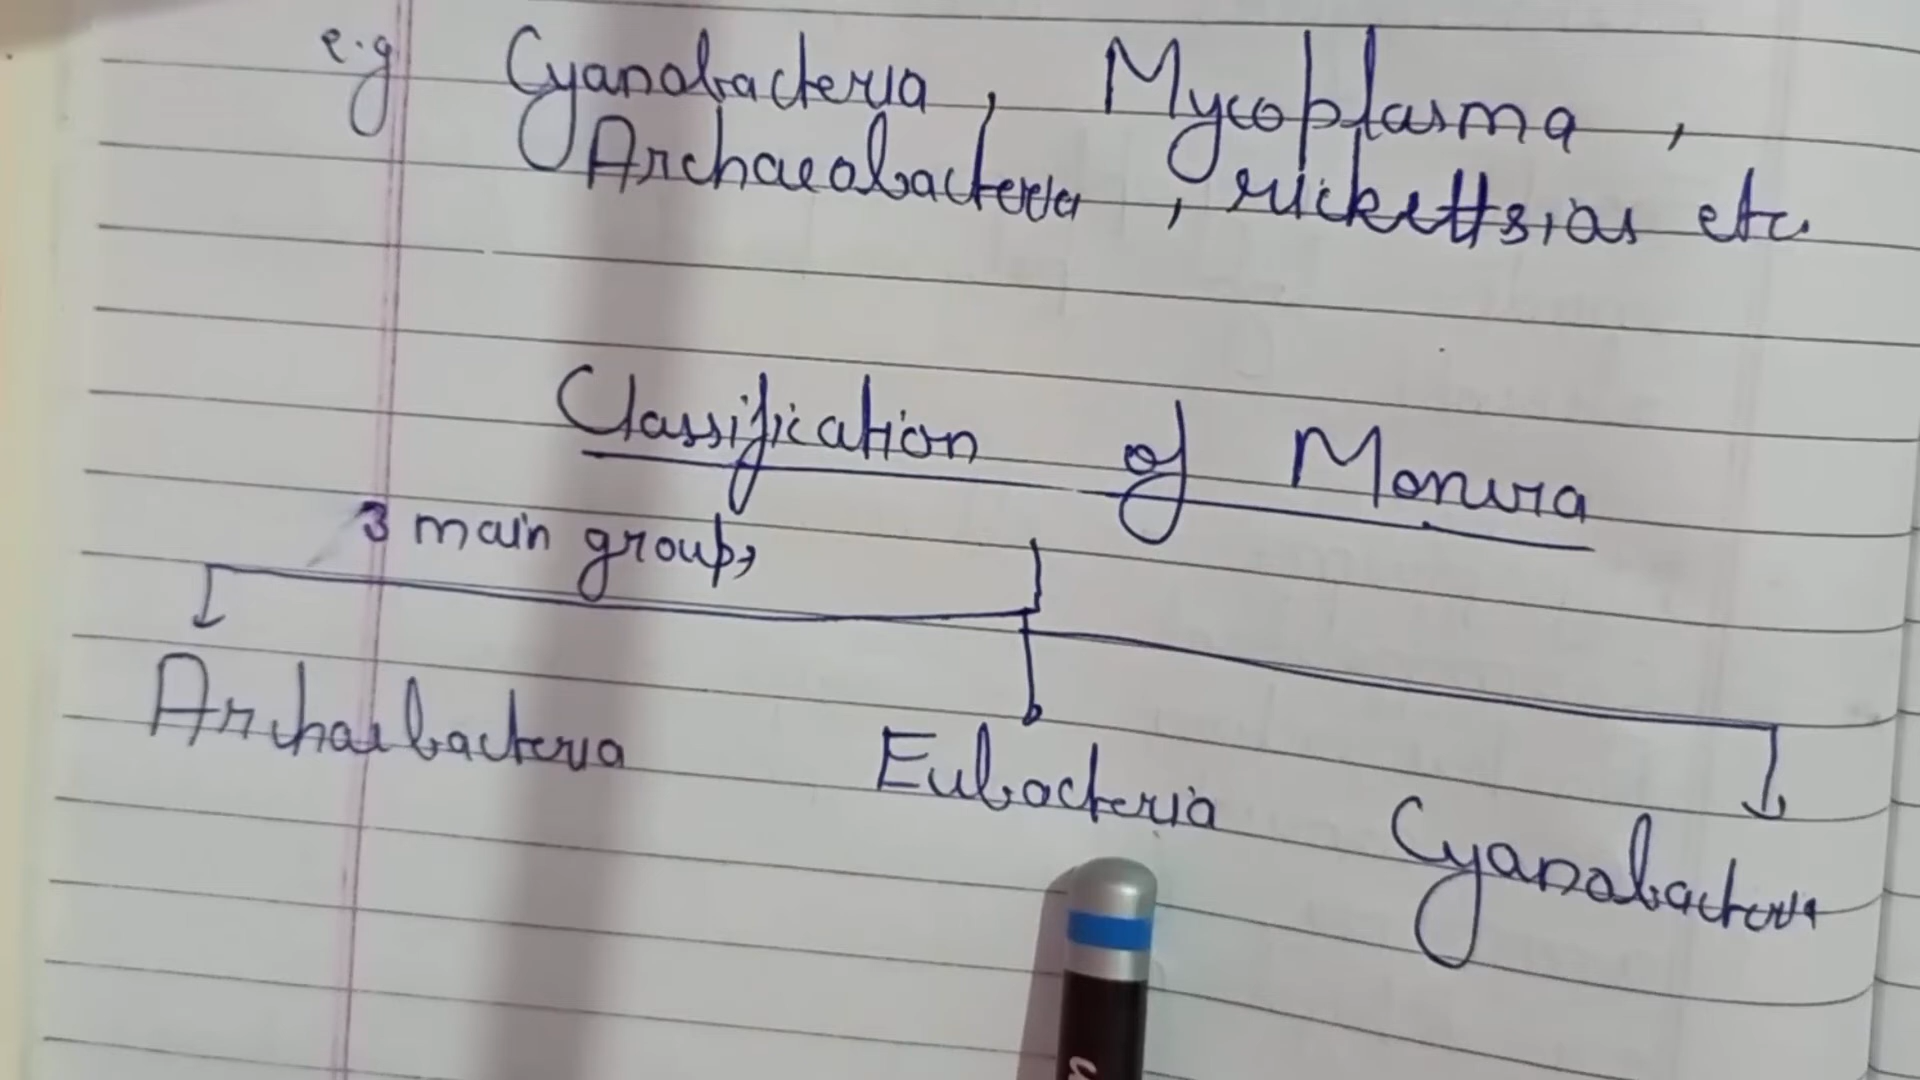 e.g Cyanobacteria, Mycoplasma,
Archaeobacteria, rickettsias etc.
Classification of Monera
3 main groups
Archaebacteria
Eubacteria
Cyanobacteria